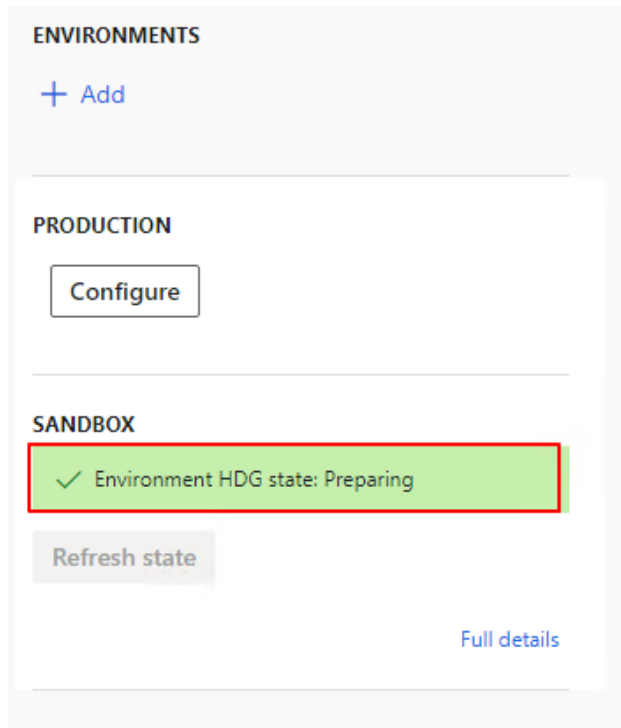 ENVIRONMENTS
+ Add
PRODUCTION
Configure
SANDBOX
Environment HDG state: Preparing
Refresh state
Full details